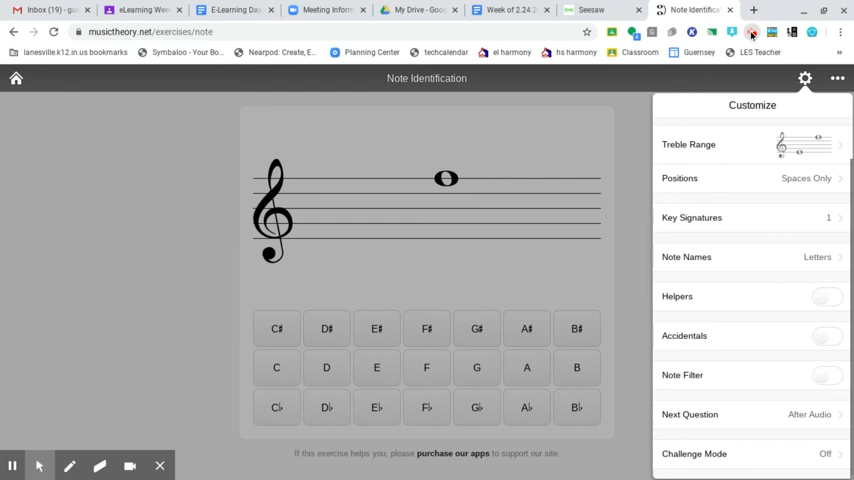 Inbox (19) - gu
eLearning Wee
E-Learning Day
Meeting Inform
My Drive - Goo
Week of 2.24.2
Seesaw
Note Identificat
musictheory.net/exercises/note
lanesville.k12.in.us bookmarks
Symbaloo - Your Bo...
Nearpod: Create, E...
Planning Center
techcalendar
el harmony
hs harmony
Classroom
Guernsey
LES Teacher
Note Identification
Customize
Treble Range
Positions Spaces Only
Key Signatures 1
Note Names Letters
Helpers
Accidentals
Note Filter
Next Question After Audio
Challenge Mode Off
C♯ D♯ E♯ F♯ G♯ A♯ B♯
C D E F G A B
C♭ D♭ E♭ F♭ G♭ A♭ B♭
If this exercise helps you, please purchase our apps to support our site.